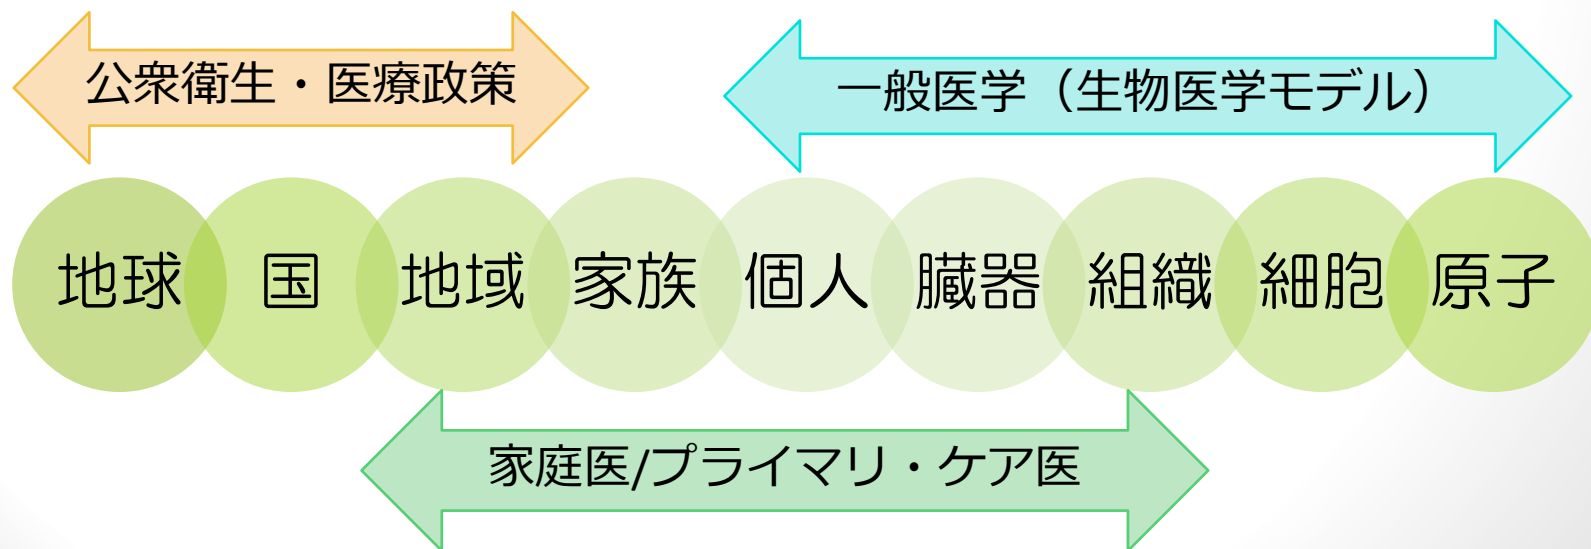 公衆衛生・医療政策
一般医学（生物医学モデル）
地球 国 地域 家族 個人 臓器 組織 細胞 原子
家庭医/プライマリ・ケア医